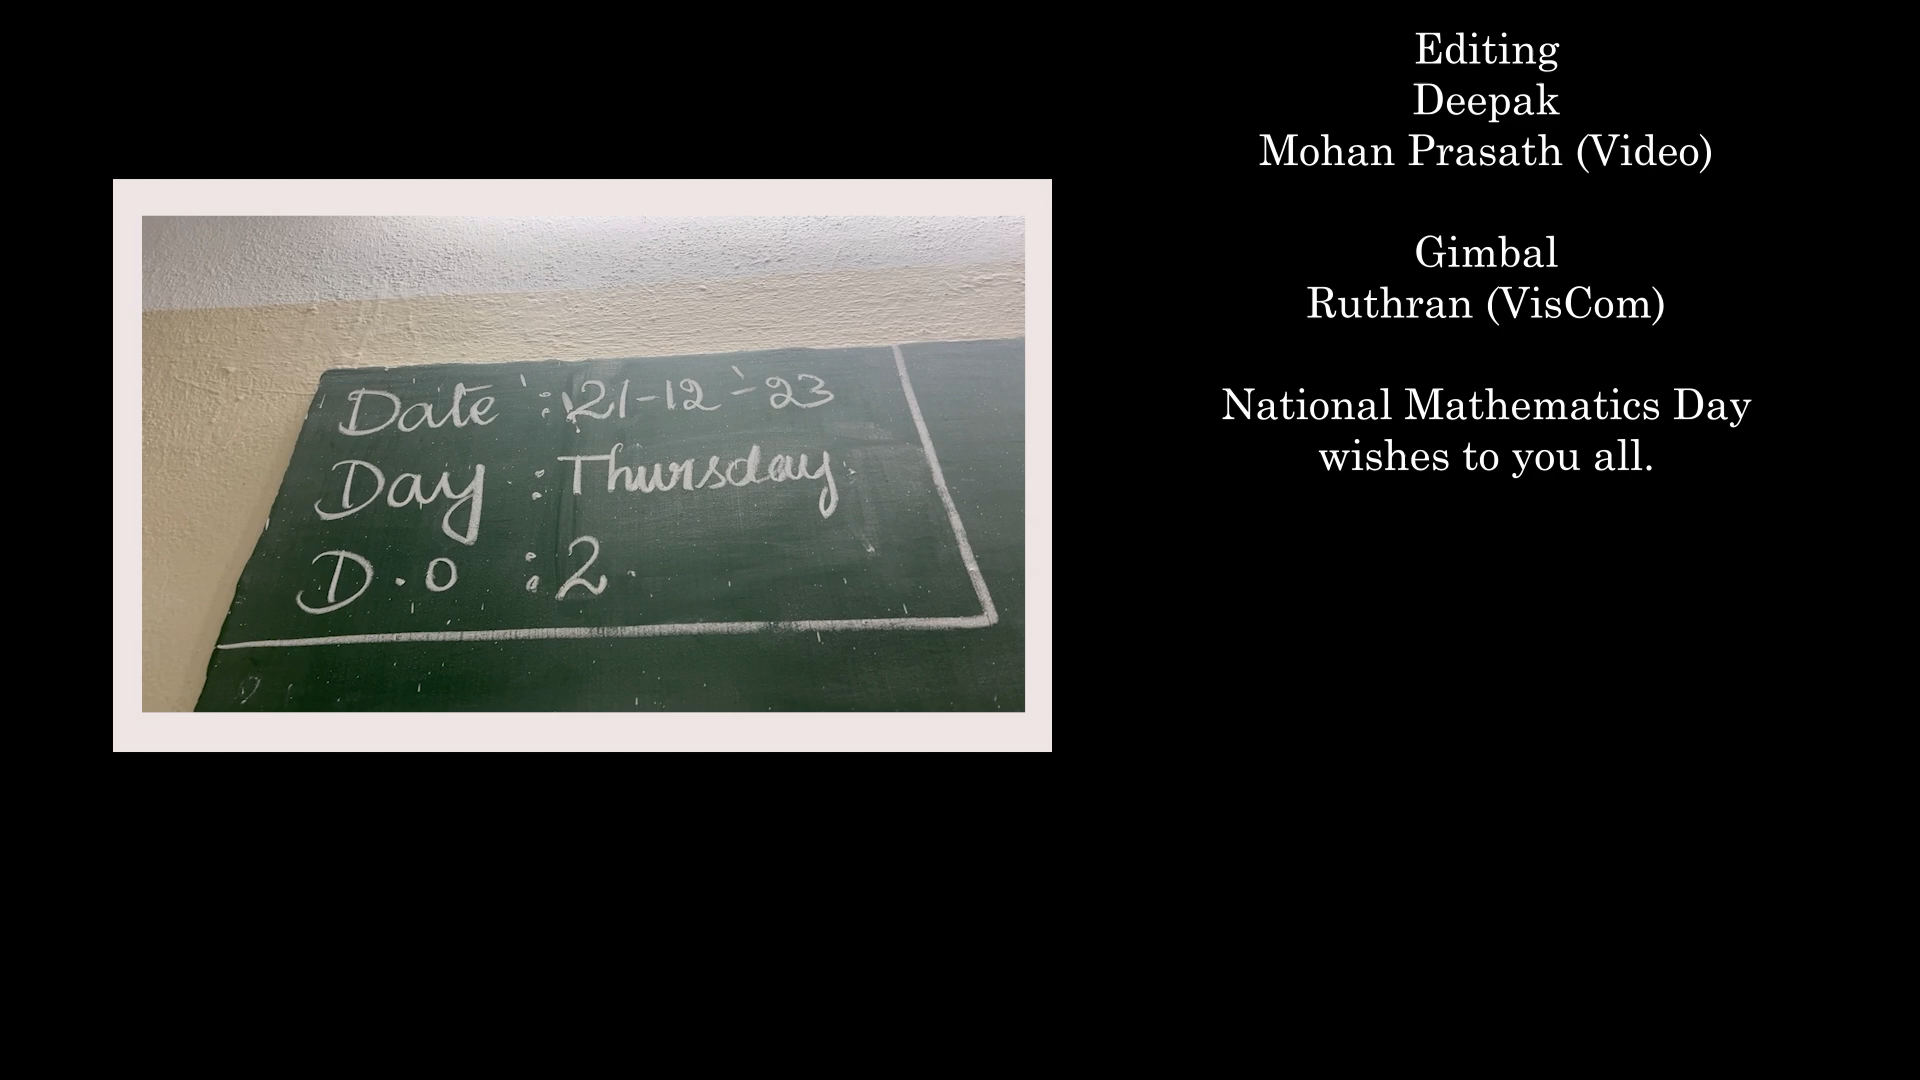 Date : 21-12-23
Day : Thursday.
D.O : 2.
Editing
Deepak
Mohan Prasath (Video)
Gimbal
Ruthran (VisCom)
National Mathematics Day
wishes to you all.